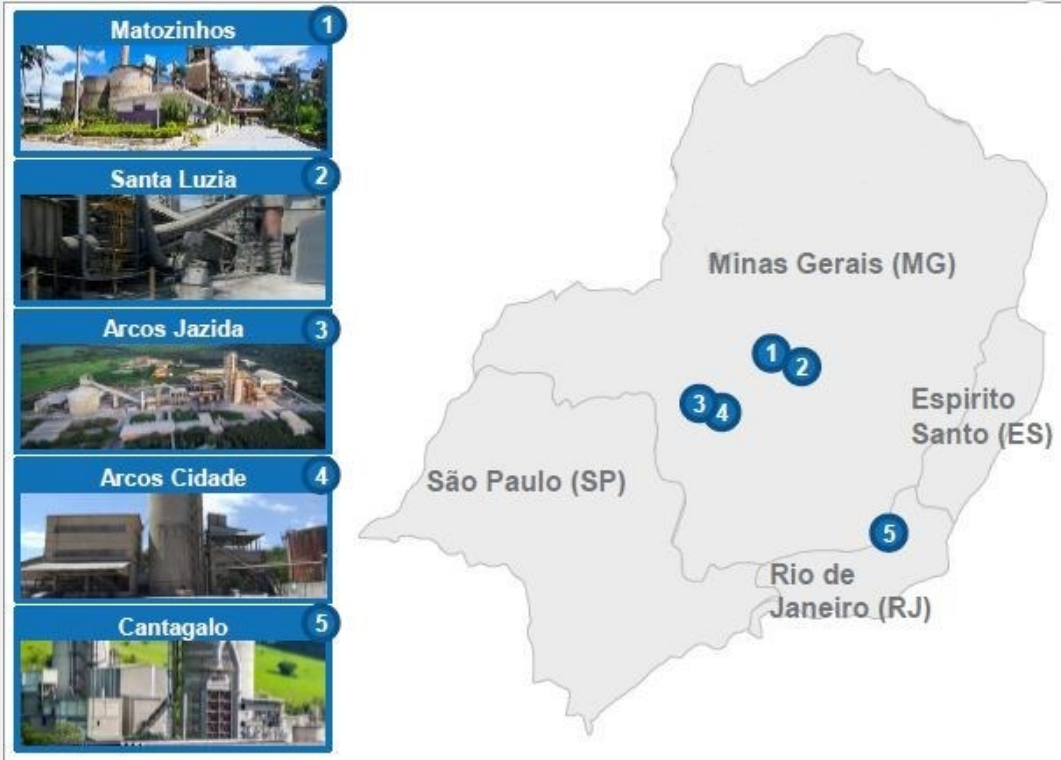 Matozinhos
1
Santa Luzia
2
Arcos Jazida
3
Arcos Cidade
4
Cantagalo
5
Minas Gerais (MG)
1
2
3
4
Espirito
Santo (ES)
São Paulo (SP)
5
Rio de
Janeiro (RJ)